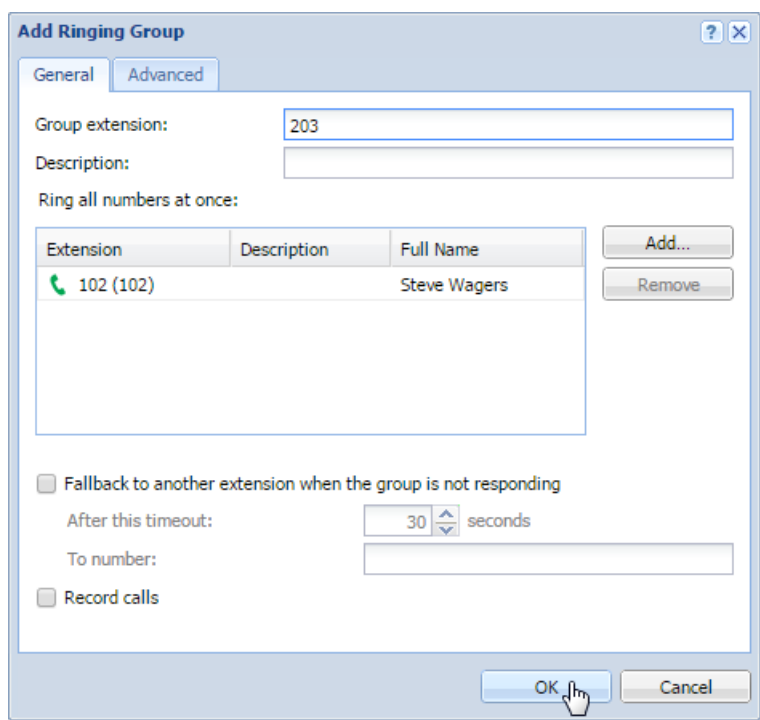 Add Ringing Group ?
General Advanced
Group extension: 203
Description:
Ring all numbers at once:
Extension Description Full Name Add...
102 (102) Steve Wagers Remove
Fallback to another extension when the group is not responding
After this timeout: 30 seconds
To number:
Record calls
OK Cancel